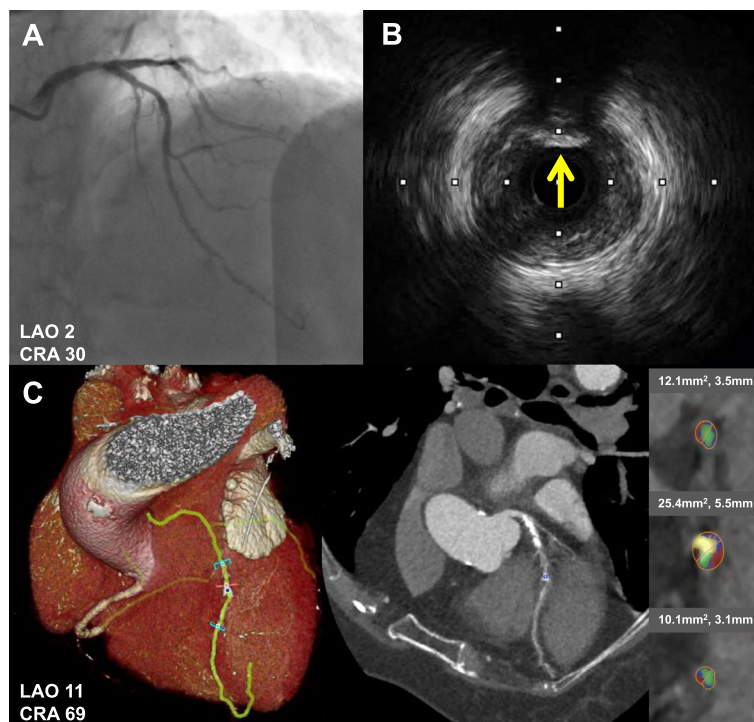 A
LAO 2
CRA 30
B
C
LAO 11
CRA 69
12.1mm², 3.5mm
25.4mm², 5.5mm
10.1mm², 3.1mm